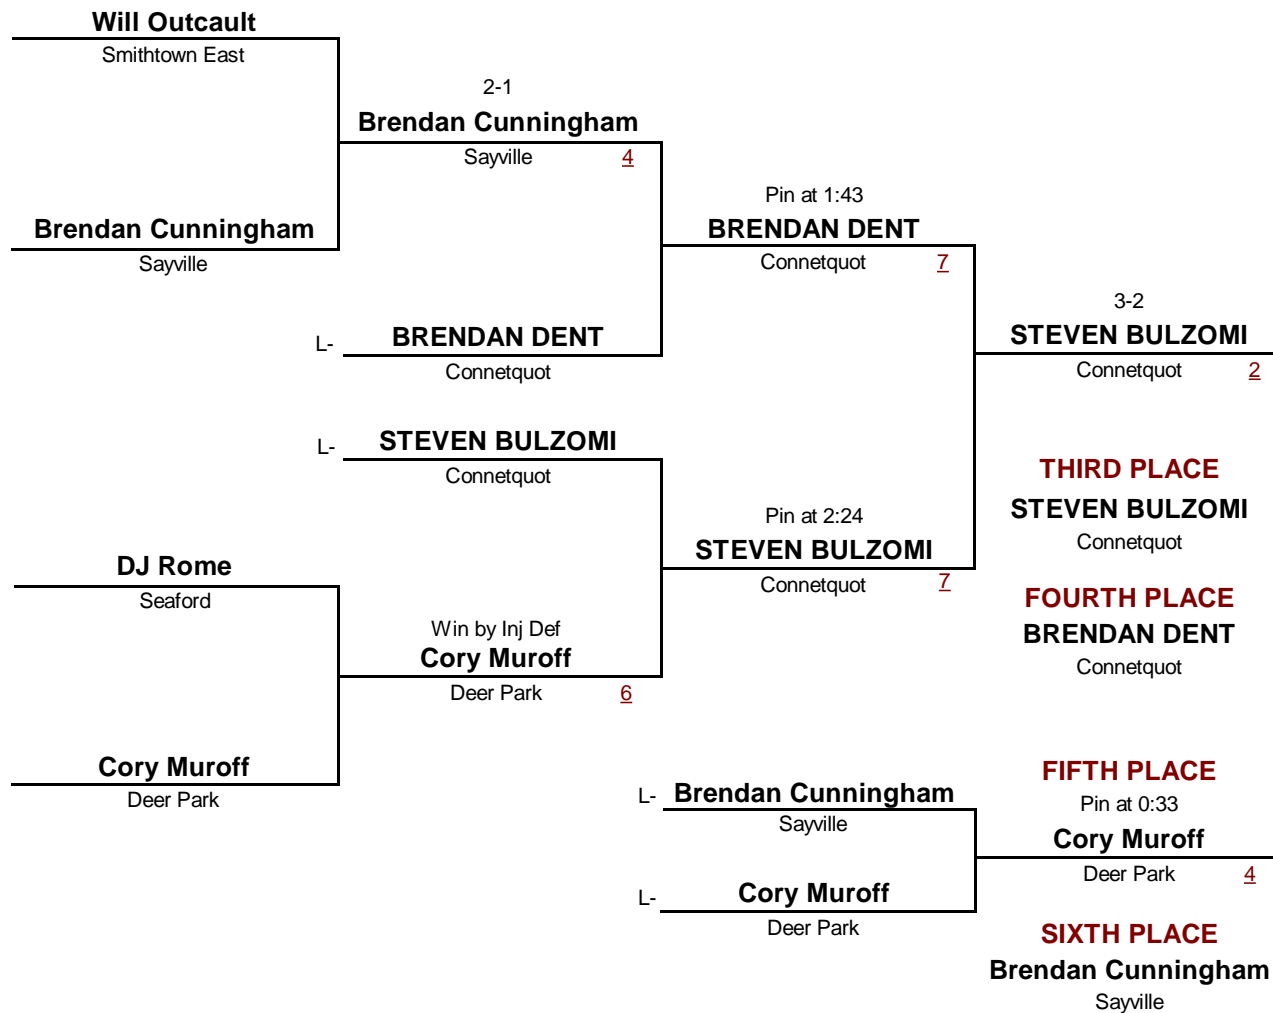 Will Outcault
Smithtown East
2-1
Brendan Cunningham
Sayville 4
Pin at 1:43
Brendan Cunningham
BRENDAN DENT
Sayville
Connetquot 7
3-2
BRENDAN DENT
L-
STEVEN BULZOMI
Connetquot
Connetquot 2
STEVEN BULZOMI
L-
Connetquot
THIRD PLACE
STEVEN BULZOMI
Pin at 2:24
Connetquot
STEVEN BULZOMI
DJ Rome
Connetquot 7
Seaford
FOURTH PLACE
Win by Inj Def
BRENDAN DENT
Cory Muroff
Connetquot
Deer Park 6
Cory Muroff
FIFTH PLACE
Deer Park
L- Brendan Cunningham
Pin at 0:33
Sayville
Cory Muroff
Deer Park 4
L- Cory Muroff
Deer Park
SIXTH PLACE
Brendan Cunningham
Sayville